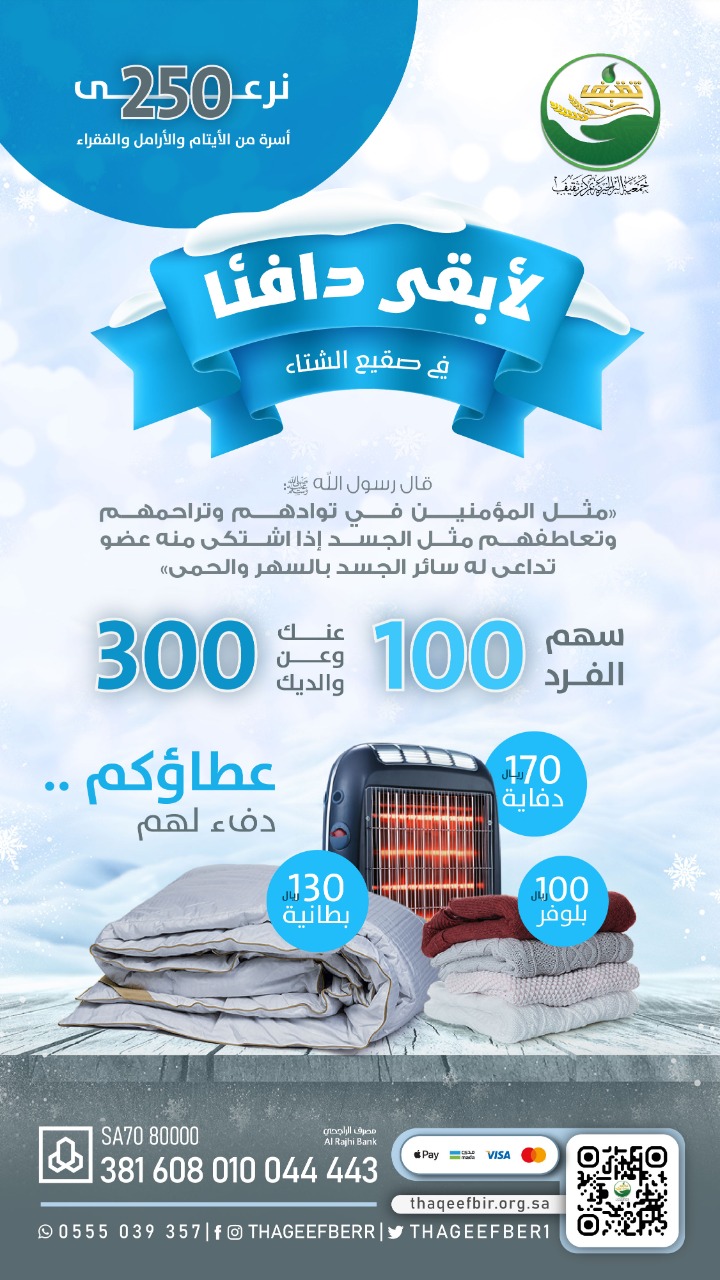 نرعى 250
أسرة من الأيتام والأرامل والفقراء
ثقيف
جمعية البر الخيرية بمركز ثقيف
لأبقى دافئا
في صقيع الشتاء
قال رسول الله ﷺ:
«مثل المؤمنين في توادهم وتراحمهم
وتعاطفهم مثل الجسد إذا اشتكى منه عضو
تداعى له سائر الجسد بالسهر والحمى»
سهم الفرد 100
عنك وعن والديك 300
عطاؤكم ..
دفء لهم
170 ريال
دفاية
130 ريال
بطانية
100 ريال
بلوفر
SA70 80000
مصرف الراجحي
Al Rajhi Bank
381 608 010 044 443
Pay mada مدى VISA
thaqeefbir.org.sa
0555 039 357 | THAGEEFBERR | THAGEEFBER1